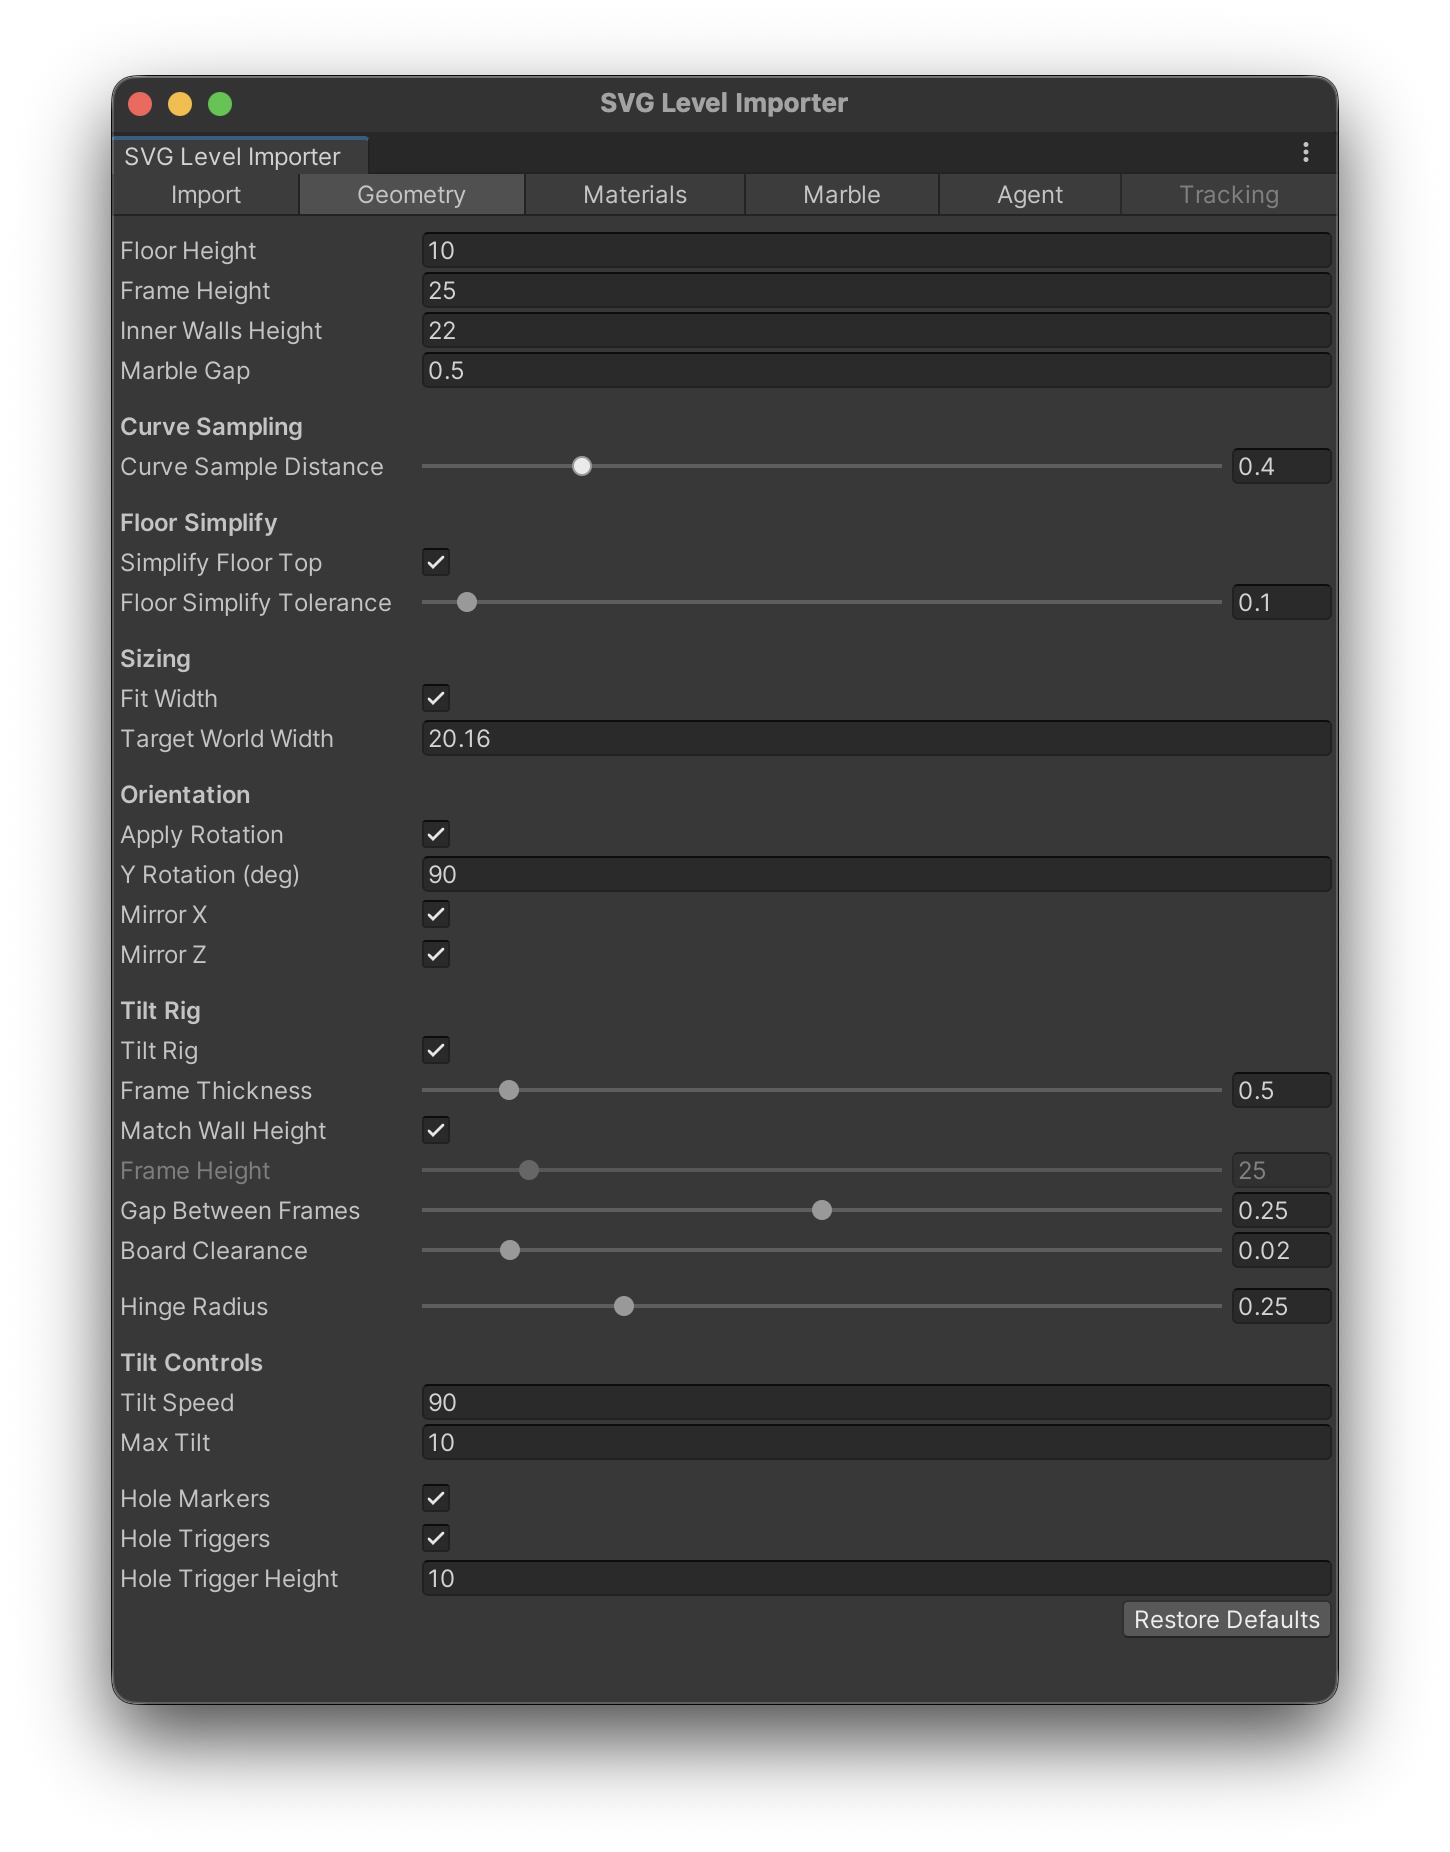 SVG Level Importer
SVG Level Importer
Import Geometry Materials Marble Agent Tracking
Floor Height 10
Frame Height 25
Inner Walls Height 22
Marble Gap 0.5
Curve Sampling
Curve Sample Distance 0.4
Floor Simplify
Simplify Floor Top
Floor Simplify Tolerance 0.1
Sizing
Fit Width
Target World Width 20.16
Orientation
Apply Rotation
Y Rotation (deg) 90
Mirror X
Mirror Z
Tilt Rig
Tilt Rig
Frame Thickness 0.5
Match Wall Height
Frame Height 25
Gap Between Frames 0.25
Board Clearance 0.02
Hinge Radius 0.25
Tilt Controls
Tilt Speed 90
Max Tilt 10
Hole Markers
Hole Triggers
Hole Trigger Height 10
Restore Defaults